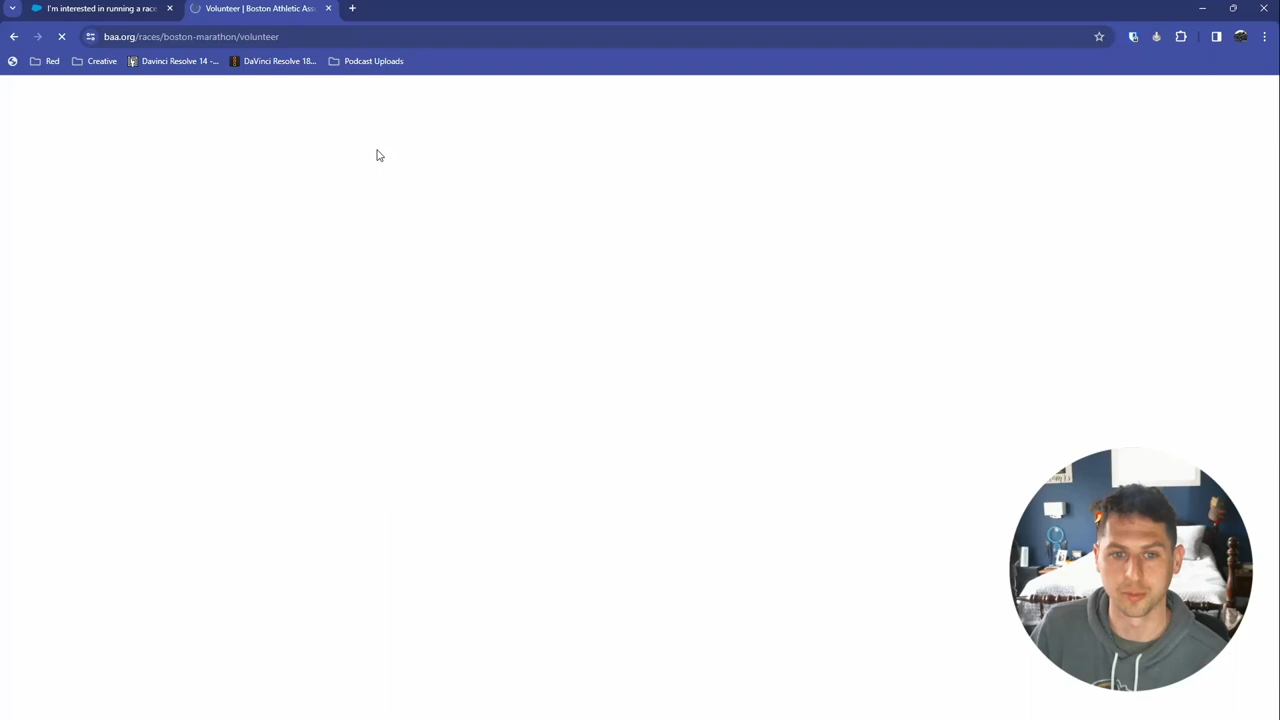 I'm interested in running a race
Volunteer | Boston Athletic Ass
baa.org/races/boston-marathon/volunteer
Red
Creative
Davinci Resolve 14 -...
DaVinci Resolve 18...
Podcast Uploads